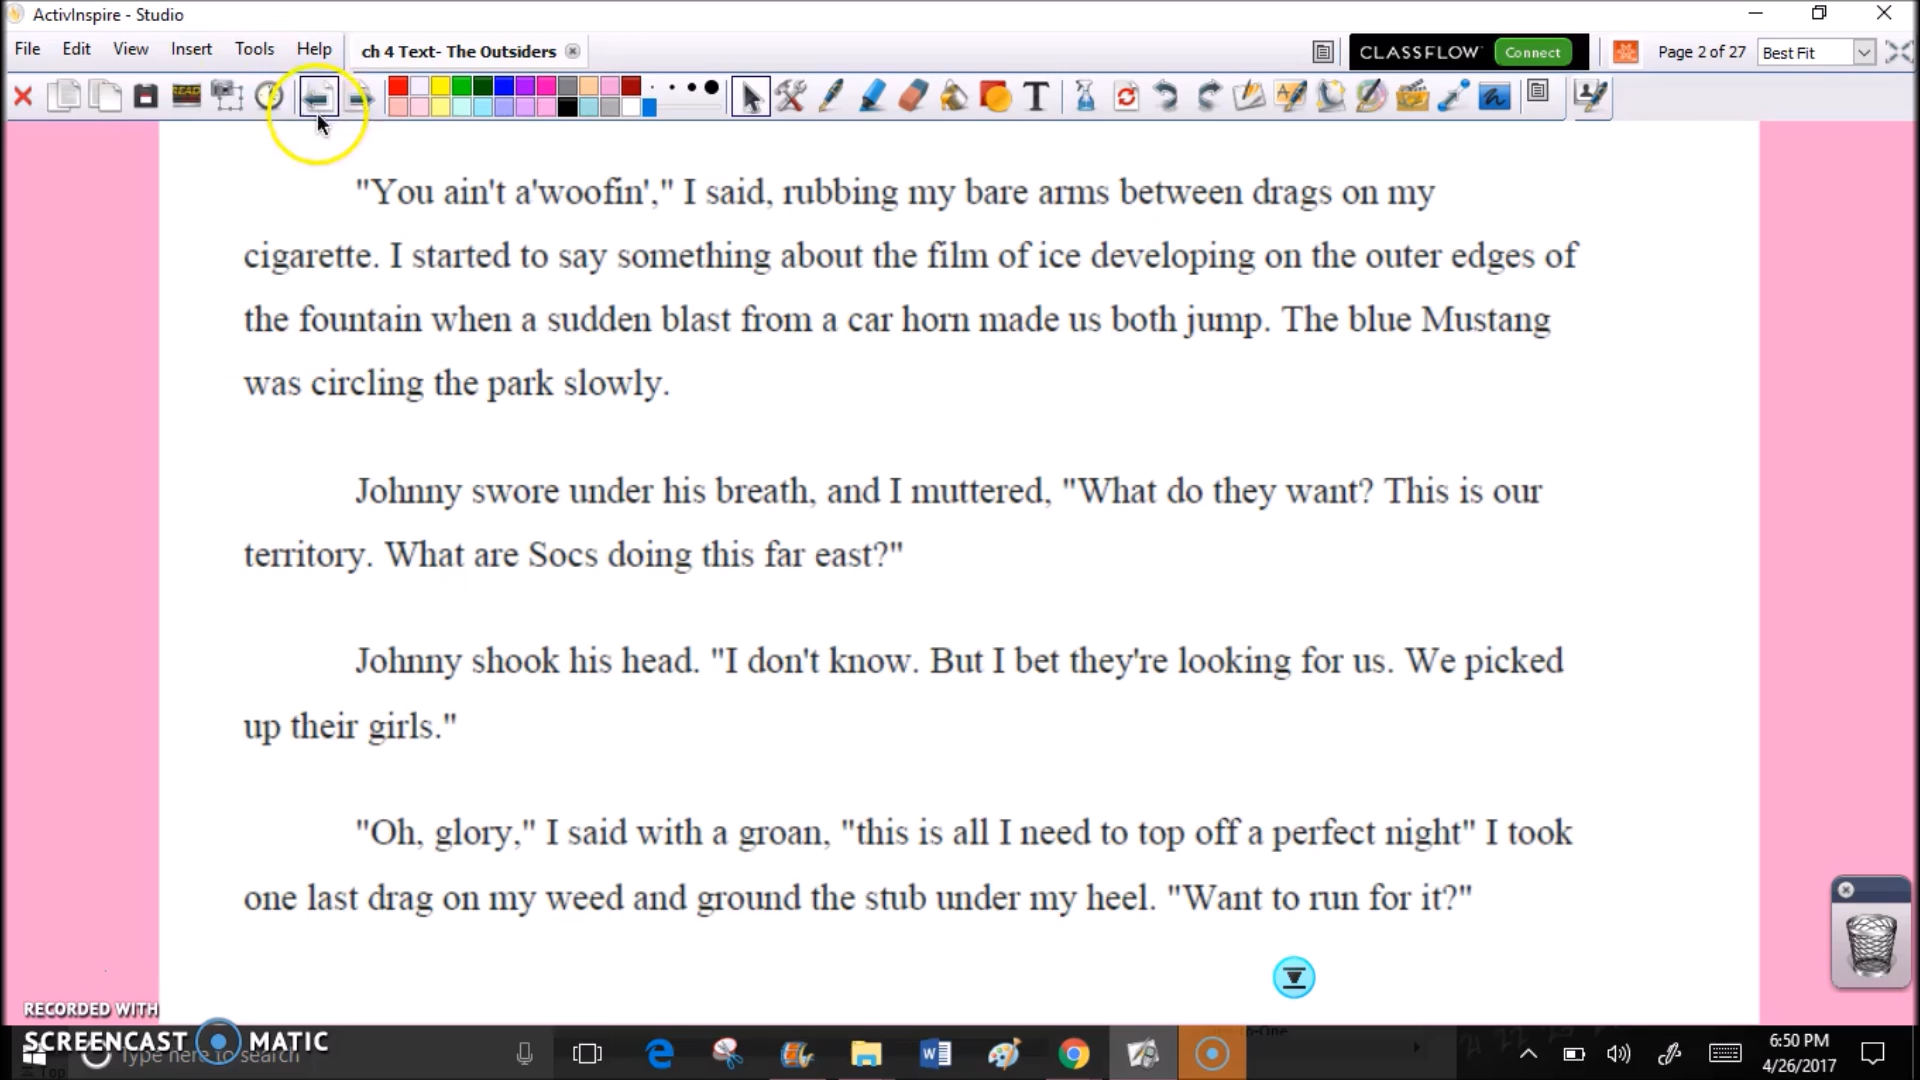 ActivInspire - Studio
File Edit View Insert Tools Help
ch 4 Text- The Outsiders
CLASSFLOW Connect
Page 2 of 27
Best Fit
READ
"You ain't a'woofin'," I said, rubbing my bare arms between drags on my
cigarette. I started to say something about the film of ice developing on the outer edges of
the fountain when a sudden blast from a car horn made us both jump. The blue Mustang
was circling the park slowly.
Johnny swore under his breath, and I muttered, "What do they want? This is our
territory. What are Socs doing this far east?"
Johnny shook his head. "I don't know. But I bet they're looking for us. We picked
up their girls."
"Oh, glory," I said with a groan, "this is all I need to top off a perfect night" I took
one last drag on my weed and ground the stub under my heel. "Want to run for it?"
RECORDED WITH
SCREENCAST MATIC
Type here to search
6:50 PM
4/26/2017